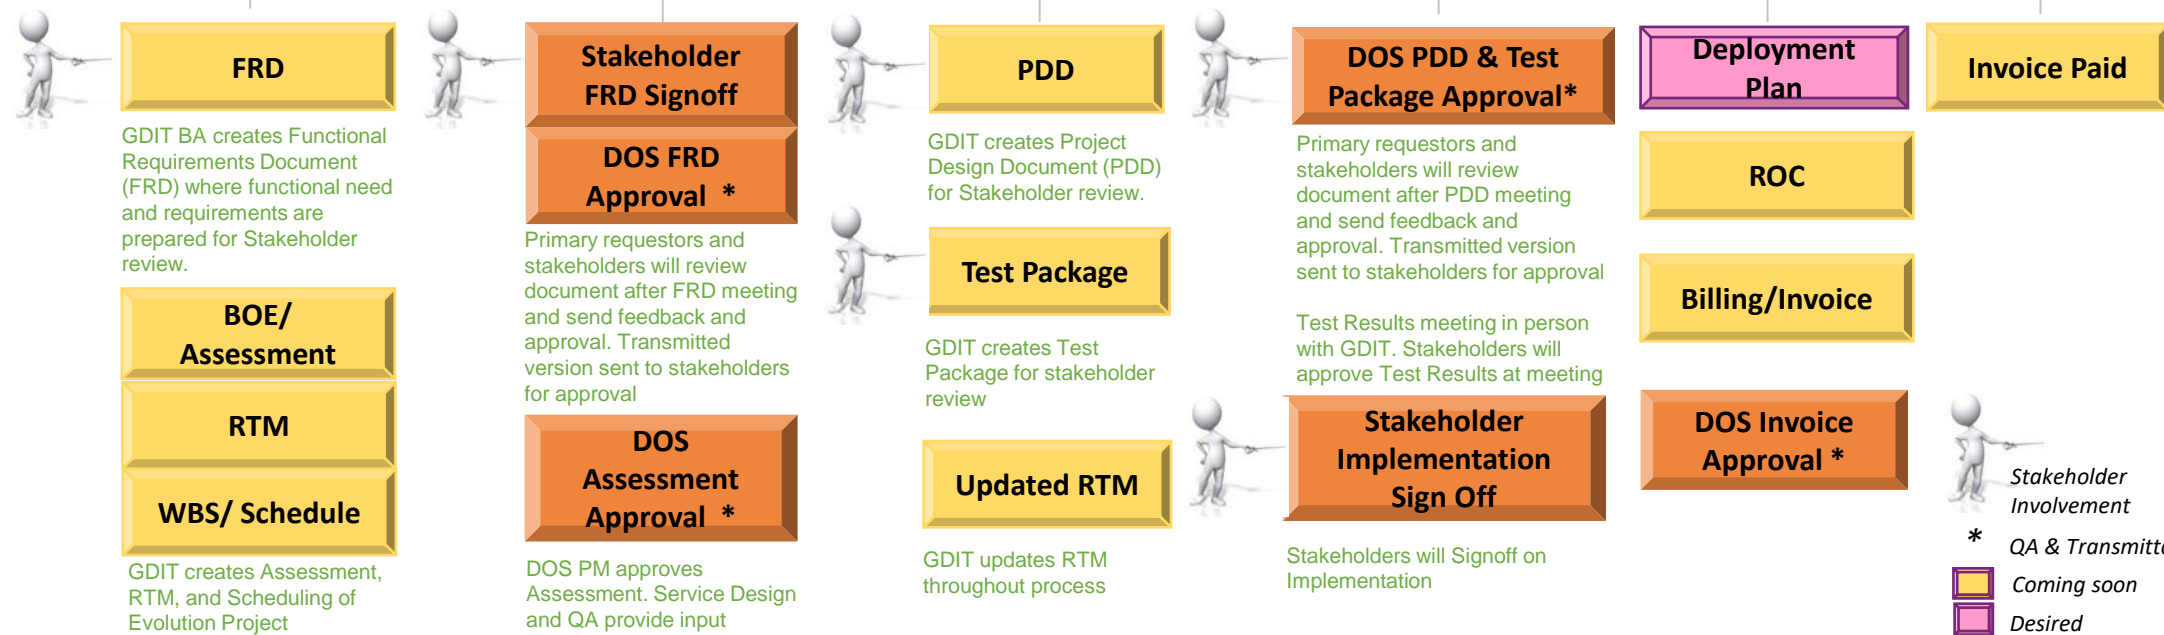 FRD
GDIT BA creates Functional
Requirements Document
(FRD) where functional need
and requirements are
prepared for Stakeholder
review.
BOE/
Assessment
RTM
WBS/ Schedule
GDIT creates Assessment,
RTM, and Scheduling of
Evolution Project
Stakeholder
FRD Signoff
DOS FRD
Approval *
Primary requestors and
stakeholders will review
document after FRD meeting
and send feedback and
approval. Transmitted
version sent to stakeholders
for approval
DOS
Assessment
Approval *
DOS PM approves
Assessment. Service Design
and QA provide input
PDD
GDIT creates Project
Design Document (PDD)
for Stakeholder review.
Test Package
GDIT creates Test
Package for stakeholder
review
Updated RTM
GDIT updates RTM
throughout process
DOS PDD & Test
Package Approval*
Primary requestors and
stakeholders will review
document after PDD meeting
and send feedback and
approval. Transmitted version
sent to stakeholders for approval
Test Results meeting in person
with GDIT. Stakeholders will
approve Test Results at meeting
Stakeholder
Implementation
Sign Off
Stakeholders will Signoff on
Implementation
Deployment
Plan
ROC
Billing/Invoice
DOS Invoice
Approval *
Invoice Paid
Stakeholder
Involvement
* QA &
Coming soon
Desired